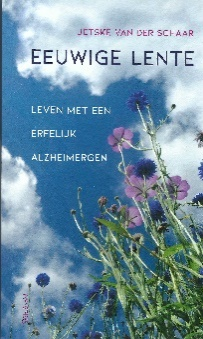 JETSKE VAN DER SCHAAR
EEUWIGE LENTE
LEVEN MET EEN
ERFELIJK
ALZHEIMERGEN